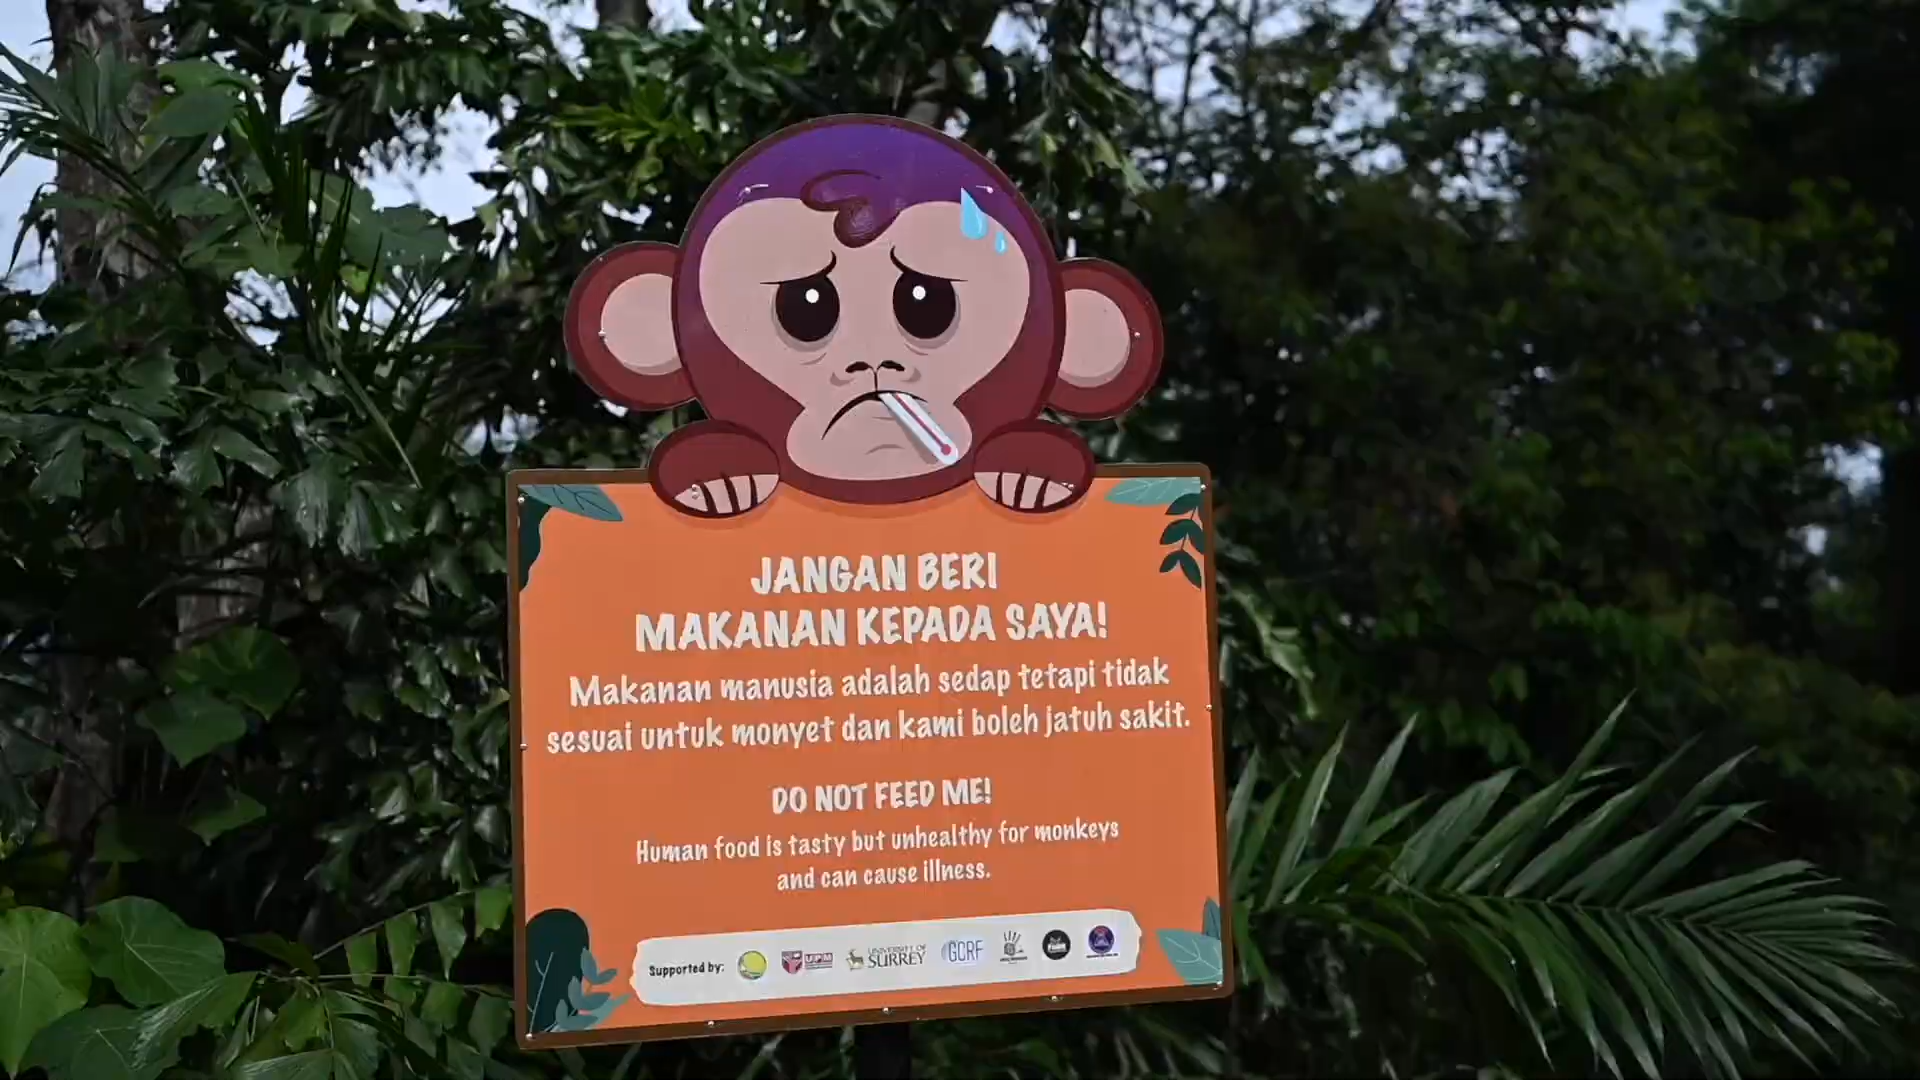 JANGAN BERI
MAKANAN KEPADA SAYA!
Makanan manusia adalah sedap tetapi tidak
sesuai untuk monyet dan kami boleh jatuh sakit.
DO NOT FEED ME!
Human food is tasty but unhealthy for monkeys
and can cause illness.
Supported by: UPM UNIVERSITY OF SURREY GCRF